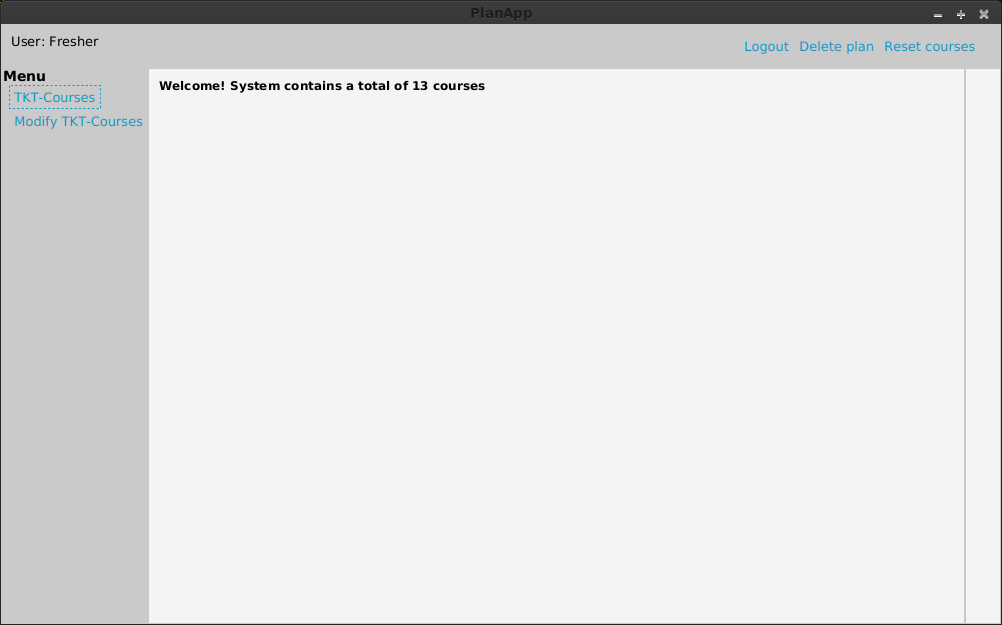 PlanApp
User: Fresher
Logout Delete plan Reset courses
Menu
TKT-Courses
Modify TKT-Courses
Welcome! System contains a total of 13 courses